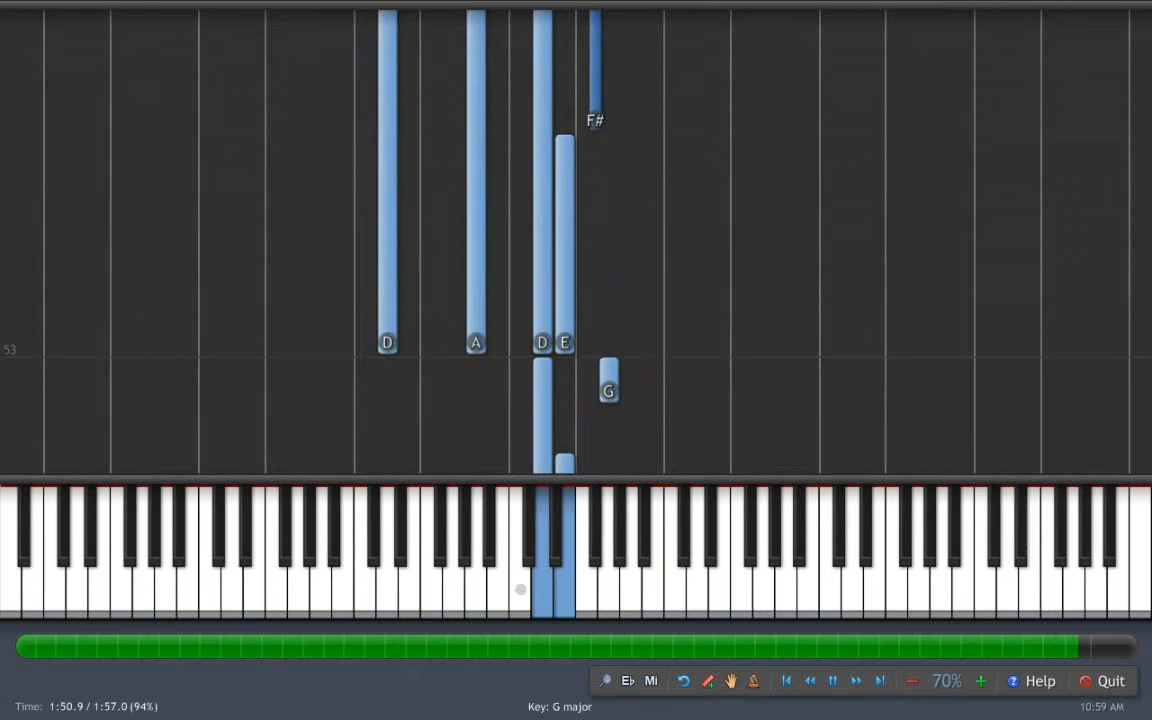 F#
D A D E
53
G
Eb Mi 70% Help Quit
Time: 1:50.9 / 1:57.0 (94%) Key: G major 10:59 AM